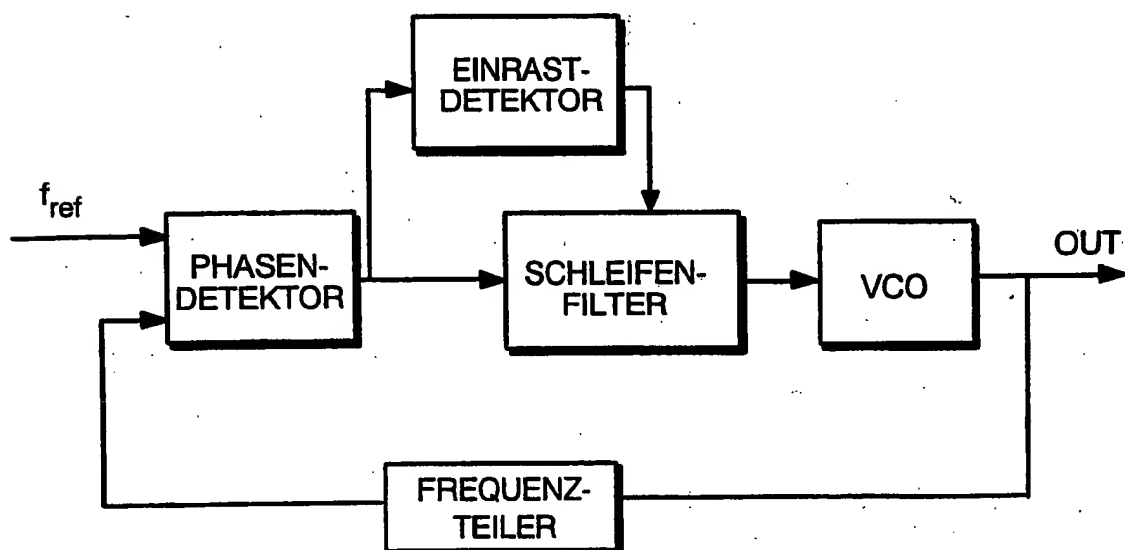 EINRAST-
DETEKTOR
f_ref
PHASEN-
DETEKTOR
SCHLEIFEN-
FILTER
VCO
OUT
FREQUENZ-
TEILER